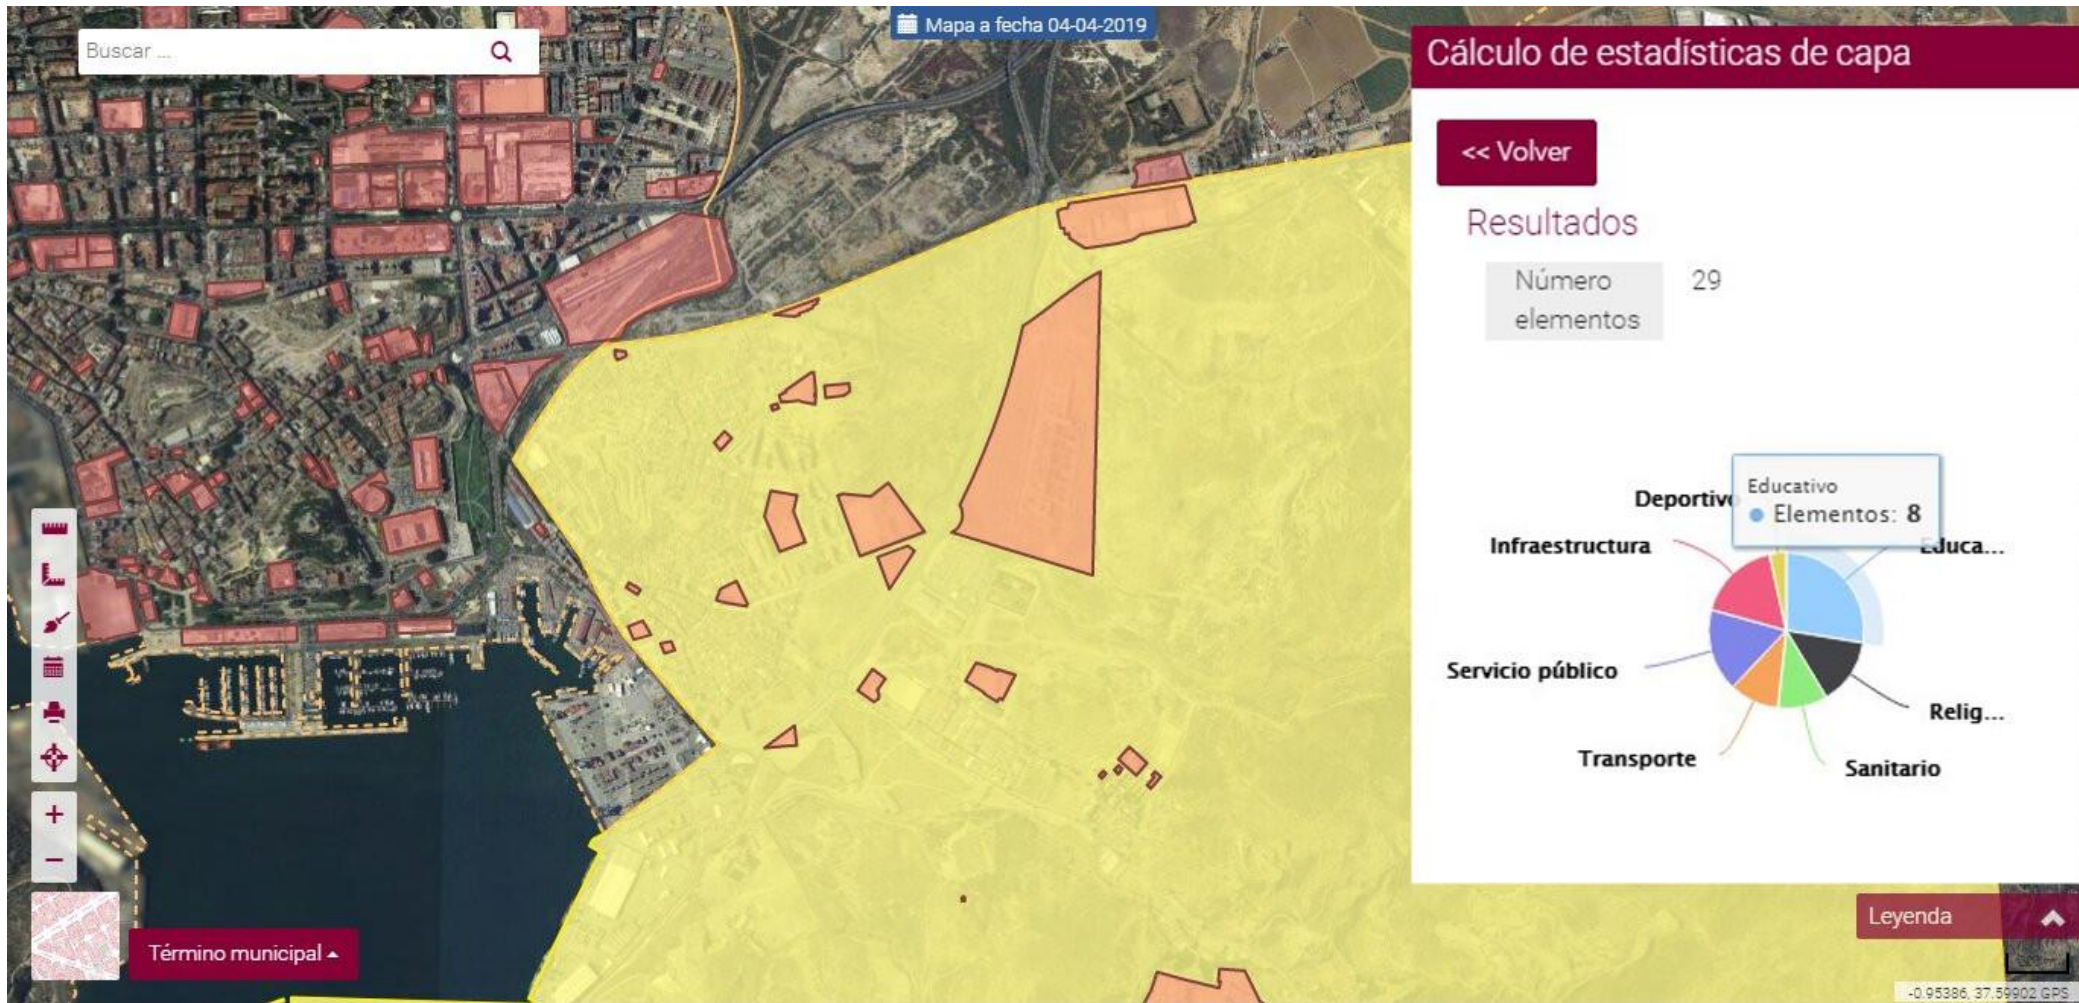 Mapa a fecha 04-04-2019
Buscar ...
Cálculo de estadísticas de capa
<< Volver
Resultados
Número
elementos
29
Educativo
Elementos: 8
Deportivo
Infraestructura
Educa...
Servicio público
Relig...
Transporte
Sanitario
Leyenda
Término municipal
-0.95386, 37.59902 GPS